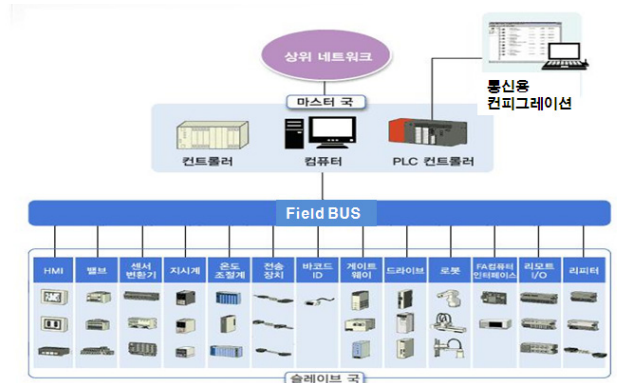 상위 네트워크
통신용
컨피그레이션
마스터 국
컨트롤러
컴퓨터
PLC 컨트롤러
Field BUS
HMI
밸브
센서
변환기
지시계
온도
조절계
전송
장치
바코드
ID
게이트
웨이
드라이브
로봇
FA컴퓨터
인터페이스
리모트
I/O
리피터
슬레이브 국